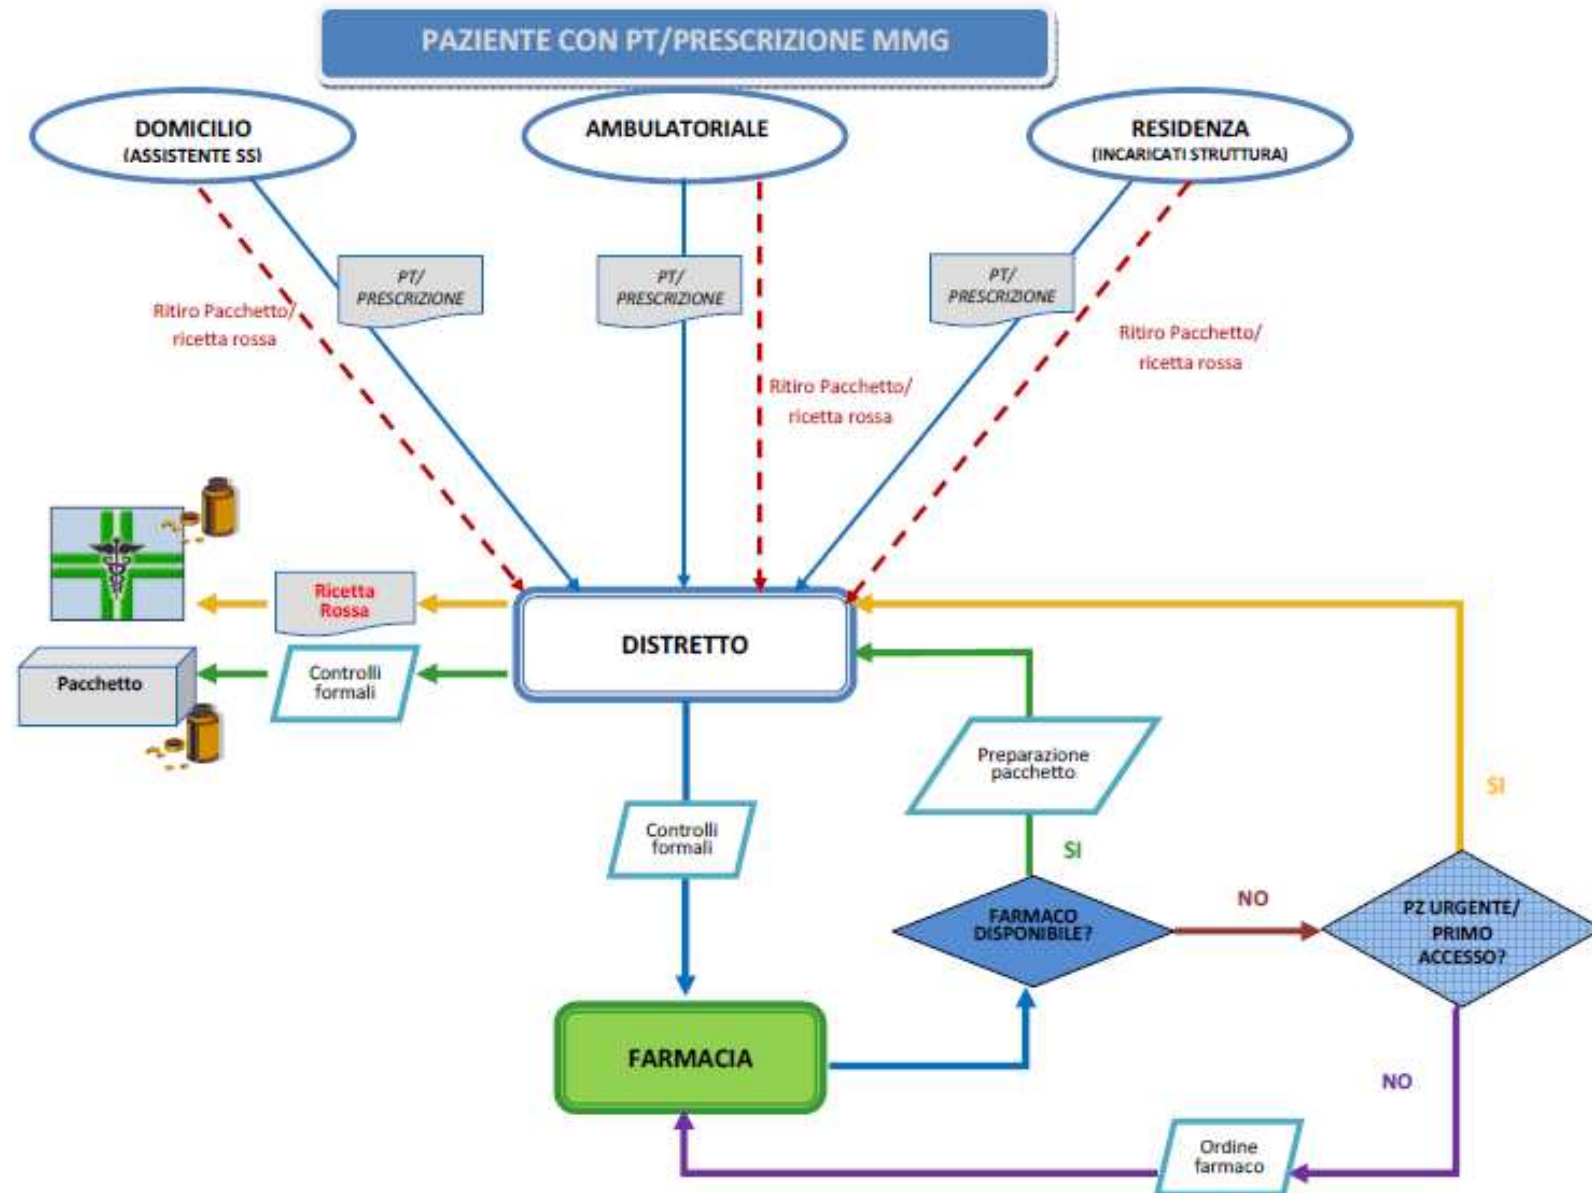 PAZIENTE CON PT/PRESCRIZIONE MMG
DOMICILIO
(ASSISTENTE SS)
AMBULATORIALE
RESIDENZA
(INCARICATI STRUTTURA)
PT/
PRESCRIZIONE
PT/
PRESCRIZIONE
PT/
PRESCRIZIONE
Ritiro Pacchetto/
ricetta rossa
Ritiro Pacchetto/
ricetta rossa
Ritiro Pacchetto/
ricetta rossa
Ricetta
Rossa
DISTRETTO
Pacchetto
Controlli
formali
Preparazione
pacchetto
Controlli
formali
SI
SI
FARMACO
DISPONIBILE?
NO
PZ URGENTE/
PRIMO
ACCESSO?
FARMACIA
NO
Ordine
farmaco